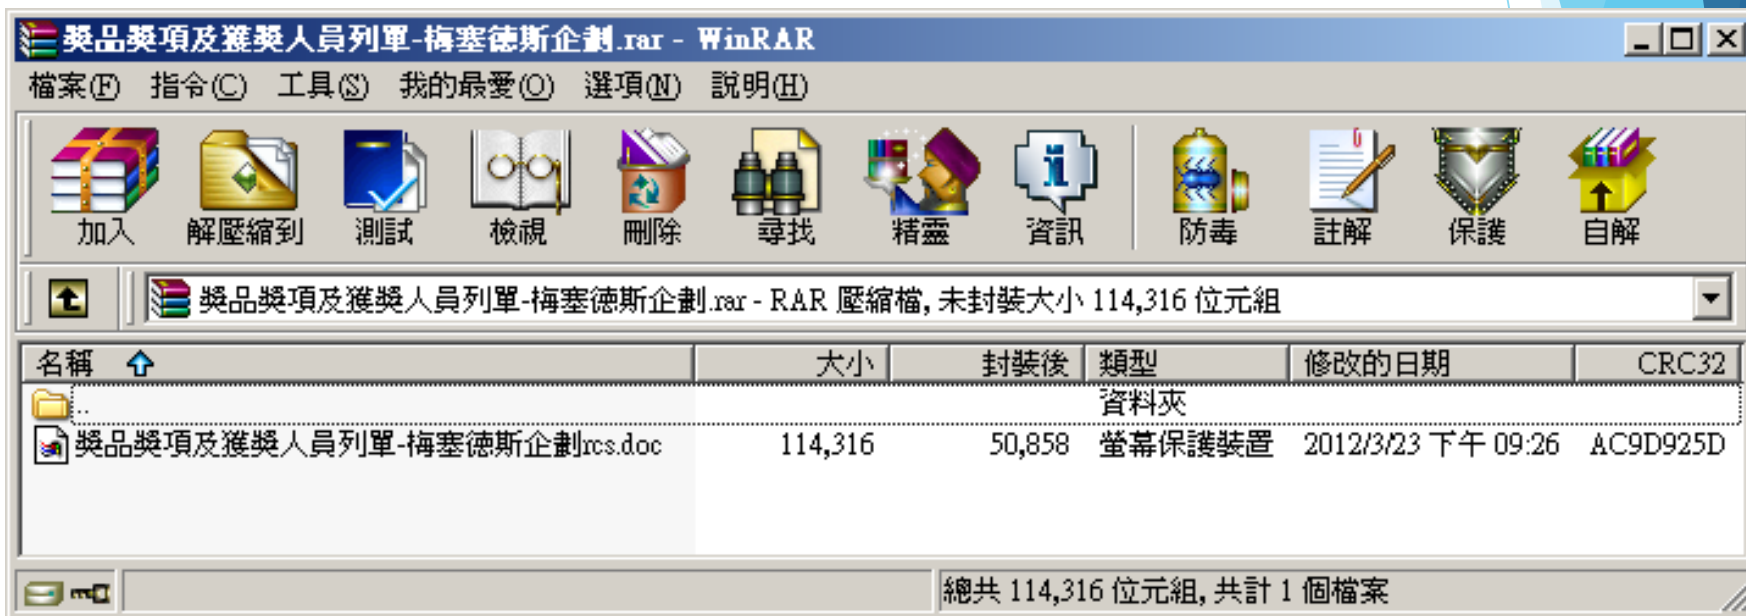 獎品獎項及獲獎人員列單-梅塞德斯企劃.rar - WinRAR
檔案(F) 指令(C) 工具(S) 我的最愛(O) 選項(N) 說明(H)
加入 解壓縮到 測試 檢視 刪除 尋找 精靈 資訊 防毒 註解 保護 自解
獎品獎項及獲獎人員列單-梅塞德斯企劃.rar - RAR 壓縮檔, 未封裝大小 114,316 位元組
名稱 大小 封裝後 類型 修改的日期 CRC32
.. 資料夾
獎品獎項及獲獎人員列單-梅塞德斯企劃rcs.doc 114,316 50,858 螢幕保護裝置 2012/3/23 下午 09:26 AC9D925D
總共 114,316 位元組, 共計 1 個檔案